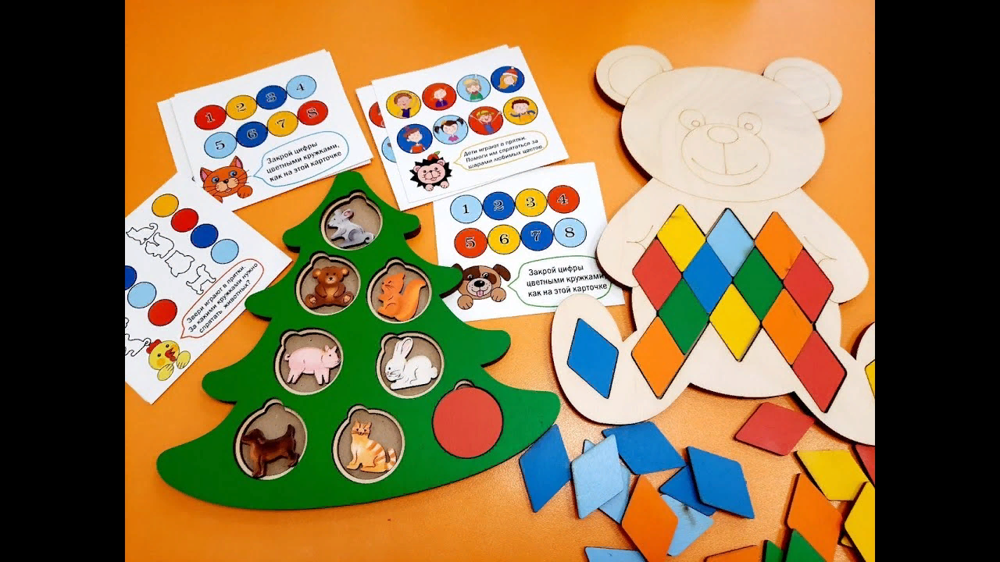 1 2 3 4
5 6 7 8
Закрой цифры
цветными кружками,
как на этой карточке
Дети играют в прятки.
Помоги им спрятаться за
шарами любимых цветов.
1 2 3 4
5 6 7 8
Закрой цифры
цветными кружками,
как на этой карточке
Звери играют в прятки.
За какими кружками нужно
спрятать животных?